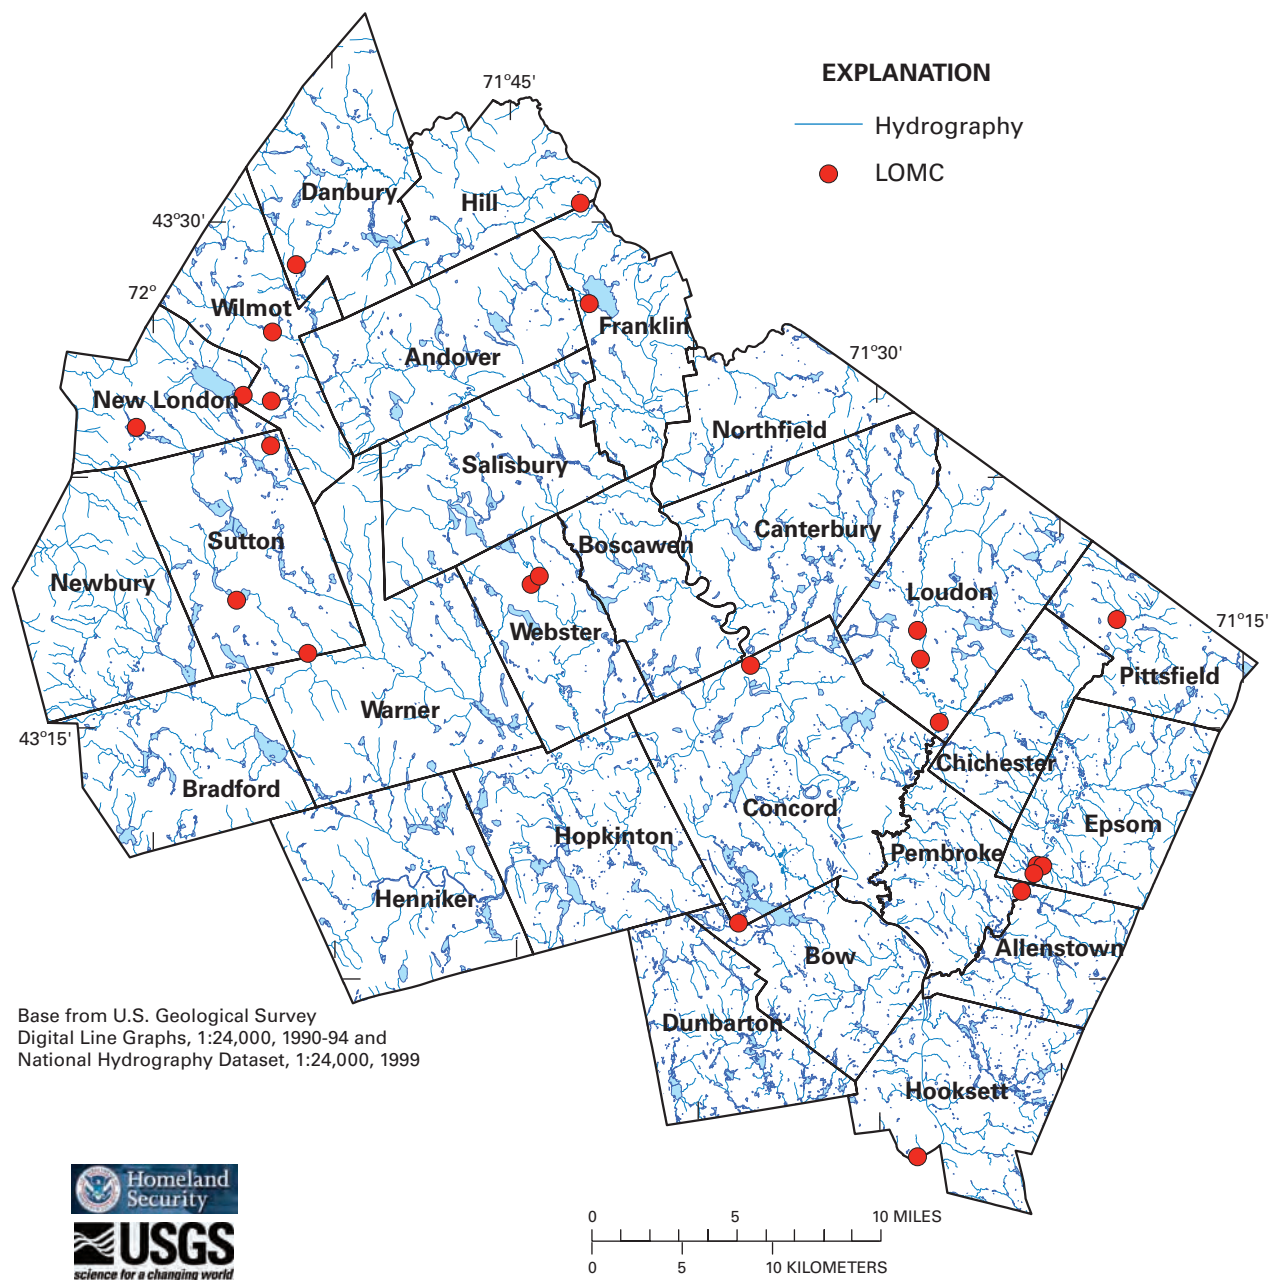 EXPLANATION
Hydrography
LOMC
71°45'
43°30'
72°
71°30'
71°15'
43°15'
Danbury
Hill
Wilmot
Franklin
Andover
New London
Northfield
Salisbury
Canterbury
Sutton
Boscawen
Newbury
Loudon
Webster
Pittsfield
Warner
Chichester
Bradford
Concord
Epsom
Hopkinton
Pembroke
Henniker
Allenstown
Bow
Dunbarton
Hooksett
Base from U.S. Geological Survey
Digital Line Graphs, 1:24,000, 1990-94 and
National Hydrography Dataset, 1:24,000, 1999
Homeland
Security
USGS
science for a changing world
0 5 10 MILES
0 5 10 KILOMETERS